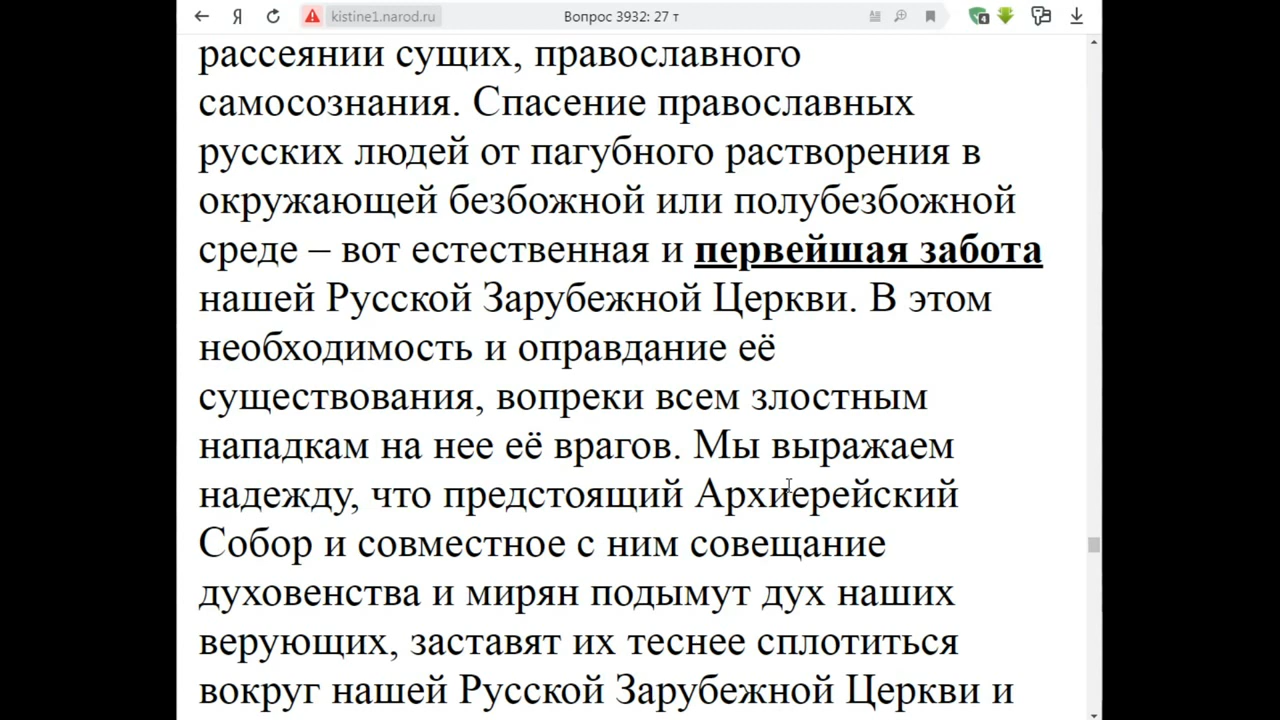 Я
kistine1.narod.ru
Вопрос 3932: 27 т
4
рассеянии сущих, православного
самосознания. Спасение православных
русских людей от пагубного растворения в
окружающей безбожной или полубезбожной
среде – вот естественная и первейшая забота
нашей Русской Зарубежной Церкви. В этом
необходимость и оправдание её
существования, вопреки всем злостным
нападкам на нее её врагов. Мы выражаем
надежду, что предстоящий Архиерейский
Собор и совместное с ним совещание
духовенства и мирян подымут дух наших
верующих, заставят их теснее сплотиться
вокруг нашей Русской Зарубежной Церкви и